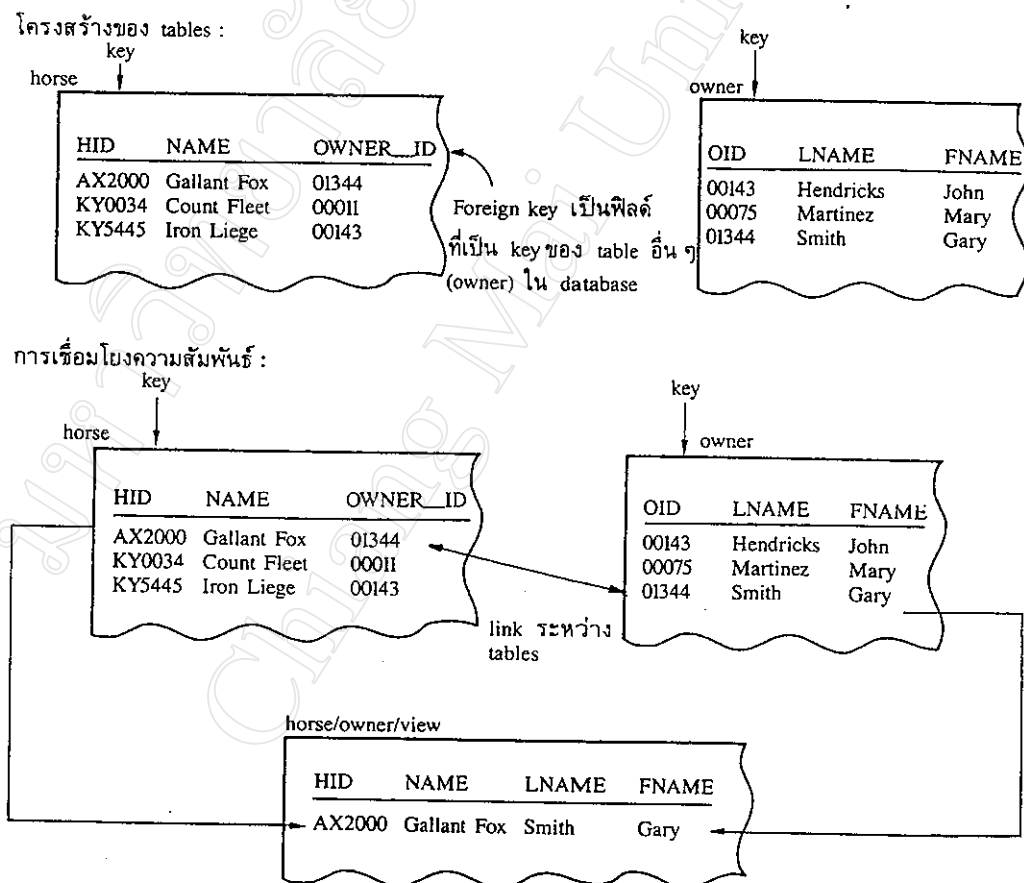 โครงสร้างของ tables :
key
horse
HID NAME OWNER__ID
AX2000 Gallant Fox 01344
KY0034 Count Fleet 00011
KY5445 Iron Liege 00143
Foreign key เป็นฟิลด์
ที่เป็น key ของ table อื่น ๆ
(owner) ใน database
key
owner
OID LNAME FNAME
00143 Hendricks John
00075 Martinez Mary
01344 Smith Gary
การเชื่อมโยงความสัมพันธ์ :
key
horse
HID NAME OWNER__ID
AX2000 Gallant Fox 01344
KY0034 Count Fleet 00011
KY5445 Iron Liege 00143
link ระหว่าง
tables
key
owner
OID LNAME FNAME
00143 Hendricks John
00075 Martinez Mary
01344 Smith Gary
horse/owner/view
HID NAME LNAME FNAME
AX2000 Gallant Fox Smith Gary
Chiang Mai Uni